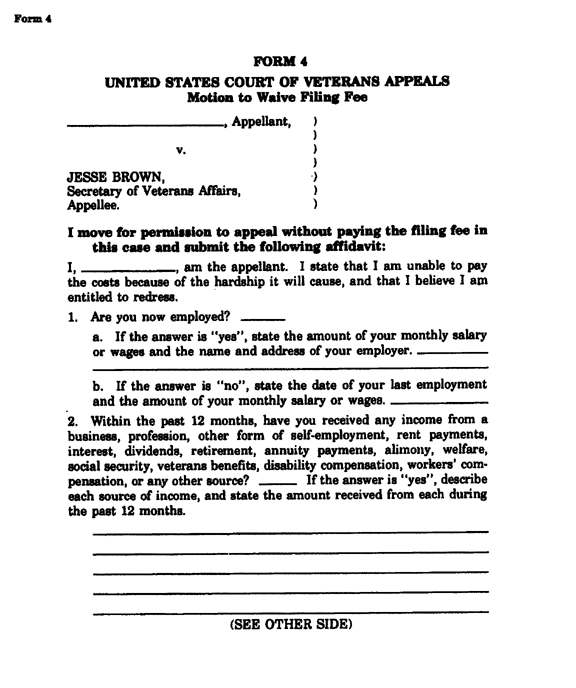 Form 4
FORM 4
UNITED STATES COURT OF VETERANS APPEALS
Motion to Waive Filing Fee
____________________, Appellant, )
)
v. )
)
JESSE BROWN, )
Secretary of Veterans Affairs, )
Appellee. )
I move for permission to appeal without paying the filing fee in
this case and submit the following affidavit:
I, ____________, am the appellant. I state that I am unable to pay
the costs because of the hardship it will cause, and that I believe I am
entitled to redress.
1. Are you now employed? ______
a. If the answer is "yes", state the amount of your monthly salary
or wages and the name and address of your employer. __________
b. If the answer is "no", state the date of your last employment
and the amount of your monthly salary or wages. ______________
2. Within the past 12 months, have you received any income from a
business, profession, other form of self-employment, rent payments,
interest, dividends, retirement, annuity payments, alimony, welfare,
social security, veterans benefits, disability compensation, workers' com-
pensation, or any other source? _____ If the answer is "yes", describe
each source of income, and state the amount received from each during
the past 12 months.
(SEE OTHER SIDE)